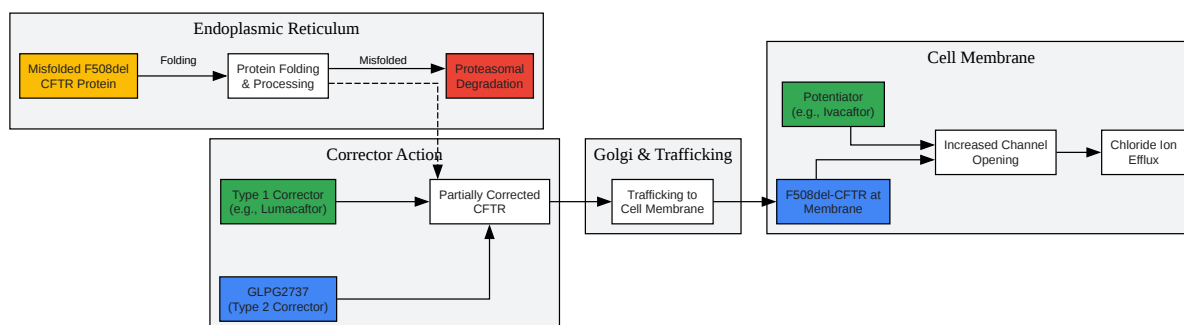 Endoplasmic Reticulum
Misfolded F508del
CFTR Protein
Folding
Protein Folding
& Processing
Misfolded
Proteasomal
Degradation
Corrector Action
Type 1 Corrector
(e.g., Lumacaftor)
Partially Corrected
CFTR
GLPG2737
(Type 2 Corrector)
Golgi & Trafficking
Trafficking to
Cell Membrane
Cell Membrane
Potentiator
(e.g., Ivacaftor)
F508del-CFTR at
Membrane
Increased Channel
Opening
Chloride Ion
Efflux